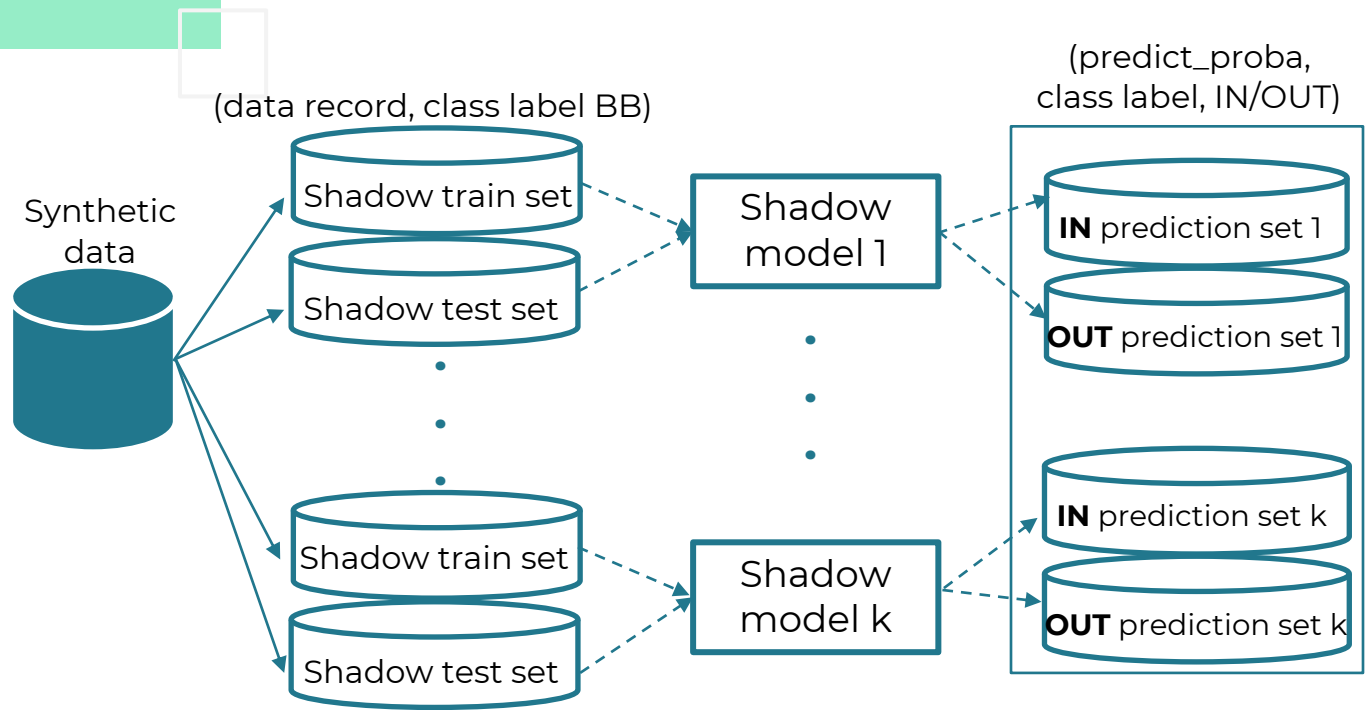 (data record, class label BB)
(predict_proba,
class label, IN/OUT)
Synthetic
data
Shadow train set
Shadow test set
Shadow
model 1
IN prediction set 1
OUT prediction set 1
Shadow train set
Shadow test set
Shadow
model k
IN prediction set k
OUT prediction set k